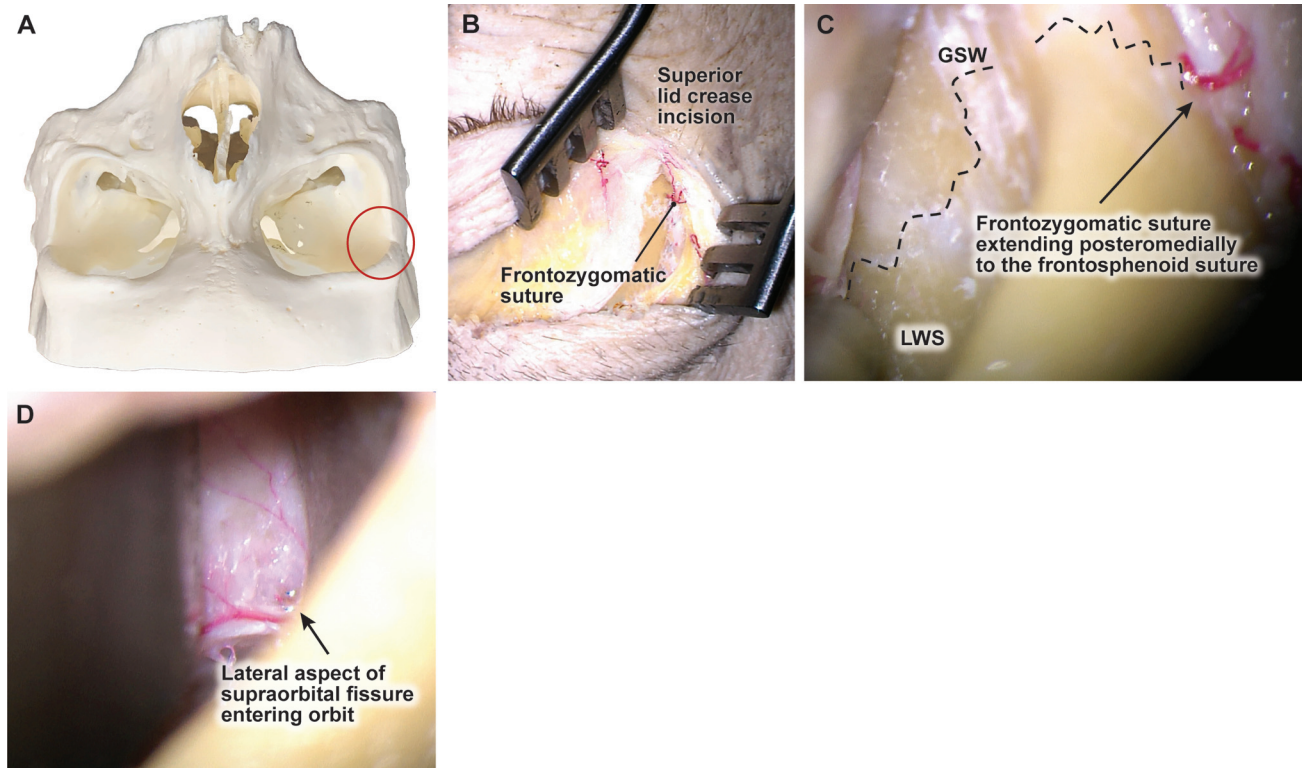 A
B
Superior
lid crease
incision
Frontozygomatic
suture
C
GSW
Frontozygomatic suture
extending posteromedially
to the frontosphenoid suture
LWS
D
Lateral aspect of
supraorbital fissure
entering orbit